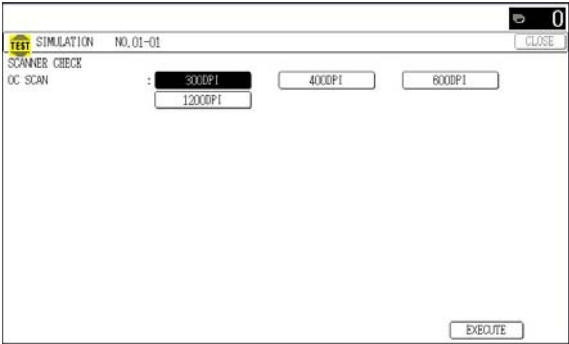 0
TEST SIMULATION NO.01-01 CLOSE
SCANNER CHECK
OC SCAN : 300DPI 400DPI 600DPI
1200DPI
EXECUTE